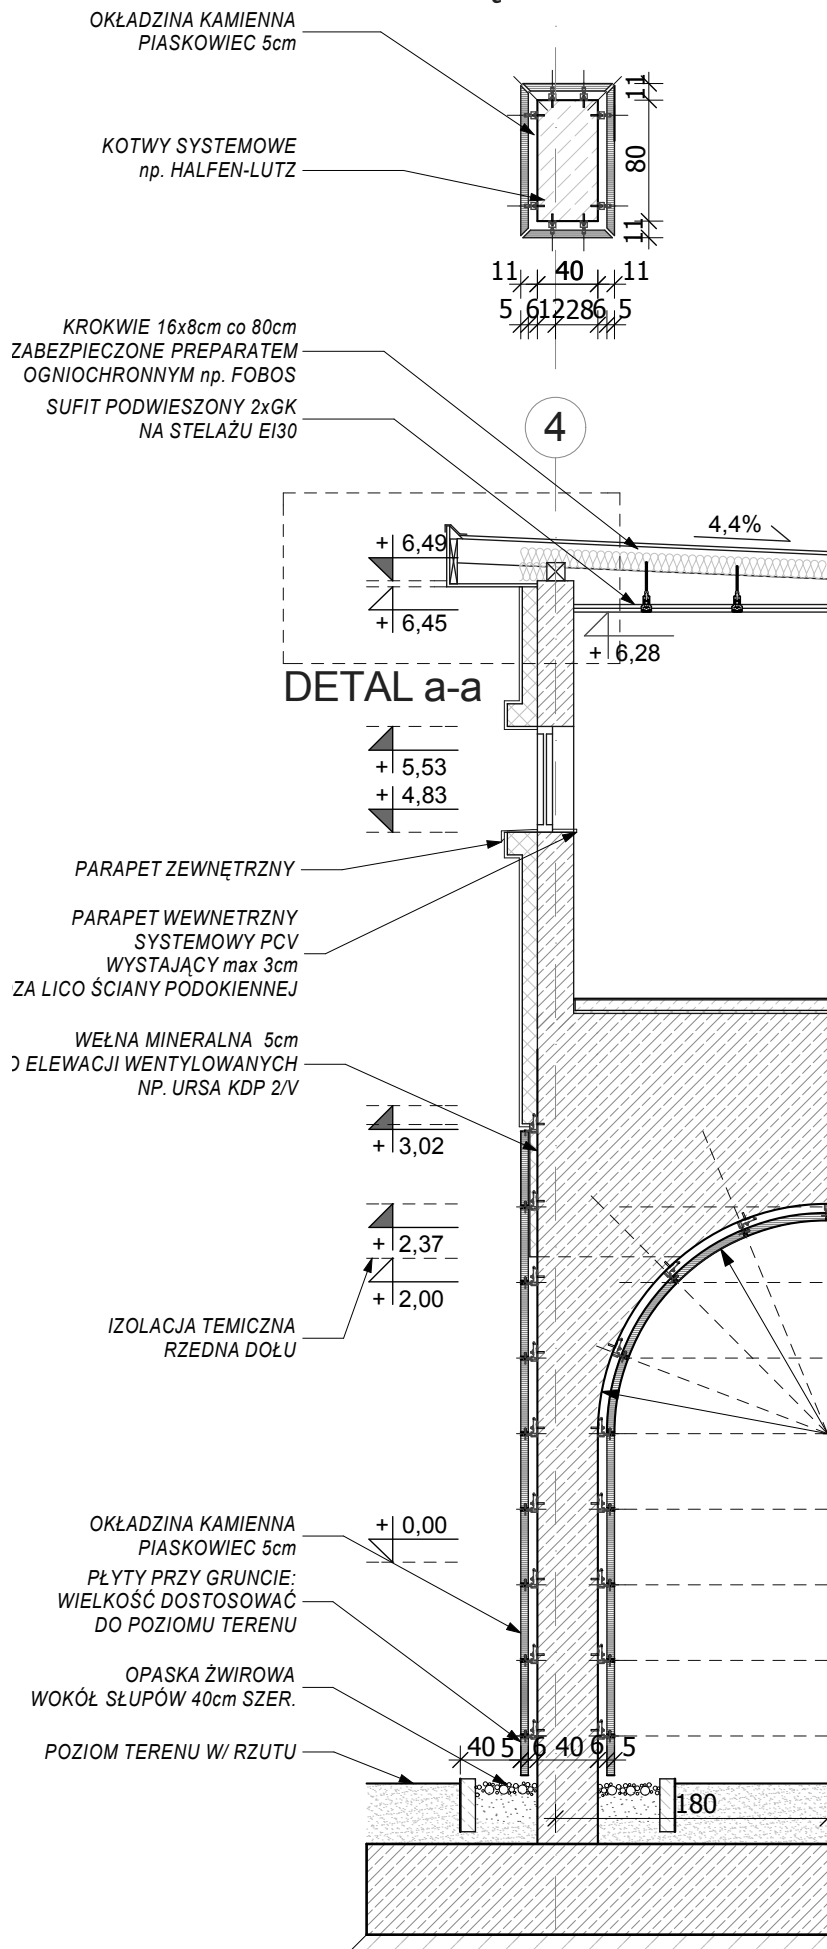 OKŁADZINA KAMIENNA
PIASKOWIEC 5cm
11
KOTWY SYSTEMOWE
np. HALFEN-LUTZ
80
11
11 40 11
5 6 12 28 6 5
KROKWIE 16x8cm co 80cm
ZABEZPIECZONE PREPARATEM
OGNIOCHRONNYM np. FOBOS
SUFIT PODWIESZONY 2xGK
NA STELAŻU EI30
4
4,4%
+ 6,49
+ 6,45
+ 6,28
DETAL a-a
+ 5,53
+ 4,83
PARAPET ZEWNĘTRZNY
PARAPET WEWNETRZNY
SYSTEMOWY PCV
WYSTAJĄCY max 3cm
ZA LICO ŚCIANY PODOKIENNEJ
WEŁNA MINERALNA 5cm
O ELEWACJI WENTYLOWANYCH
NP. URSA KDP 2/V
+ 3,02
+ 2,37
+ 2,00
IZOLACJA TEMICZNA
RZEDNA DOŁU
+ 0,00
OKŁADZINA KAMIENNA
PIASKOWIEC 5cm
PŁYTY PRZY GRUNCIE:
WIELKOŚĆ DOSTOSOWAĆ
DO POZIOMU TERENU
OPASKA ŻWIROWA
WOKÓŁ SŁUPÓW 40cm SZER.
POZIOM TERENU W/ RZUTU
40 5 6 40 6 5
180